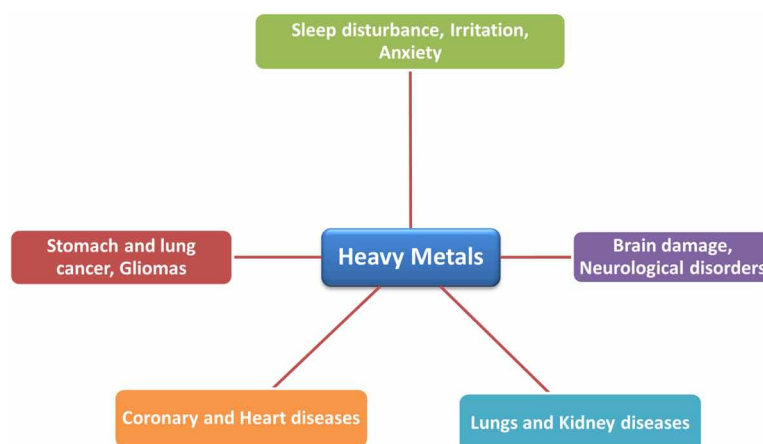 Sleep disturbance, Irritation,
Anxiety
Stomach and lung
cancer, Gliomas
Heavy Metals
Brain damage,
Neurological disorders
Coronary and Heart diseases
Lungs and Kidney diseases